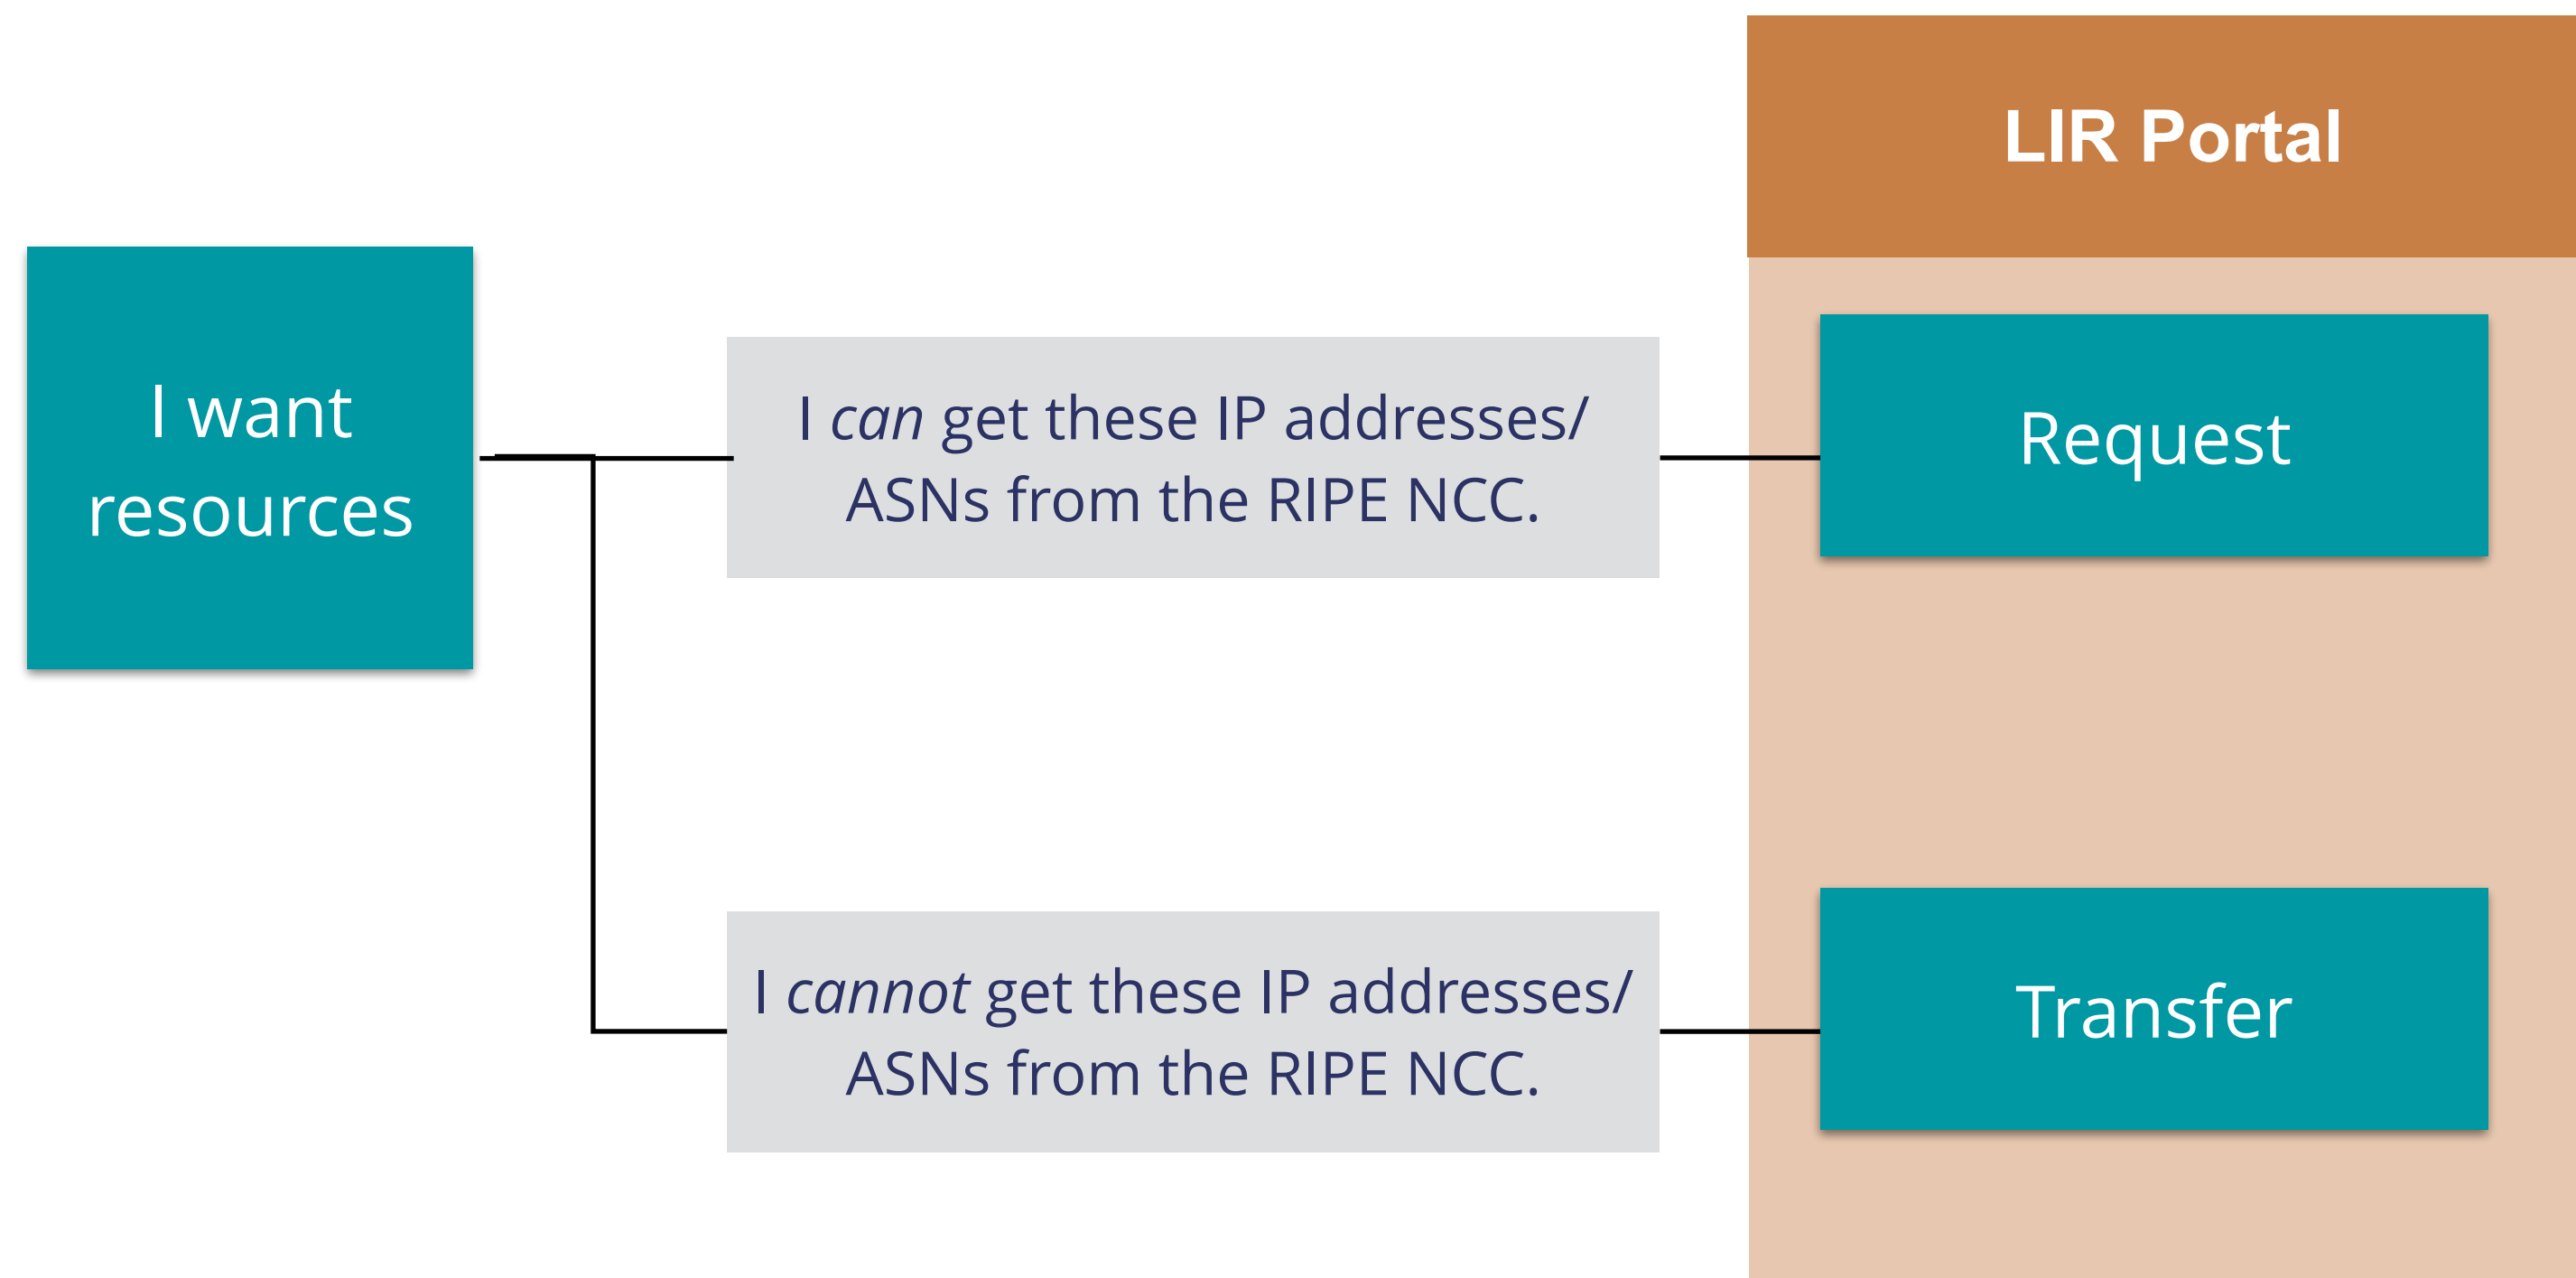 LIR Portal
I want
resources
I can get these IP addresses/
ASNs from the RIPE NCC.
Request
I cannot get these IP addresses/
ASNs from the RIPE NCC.
Transfer